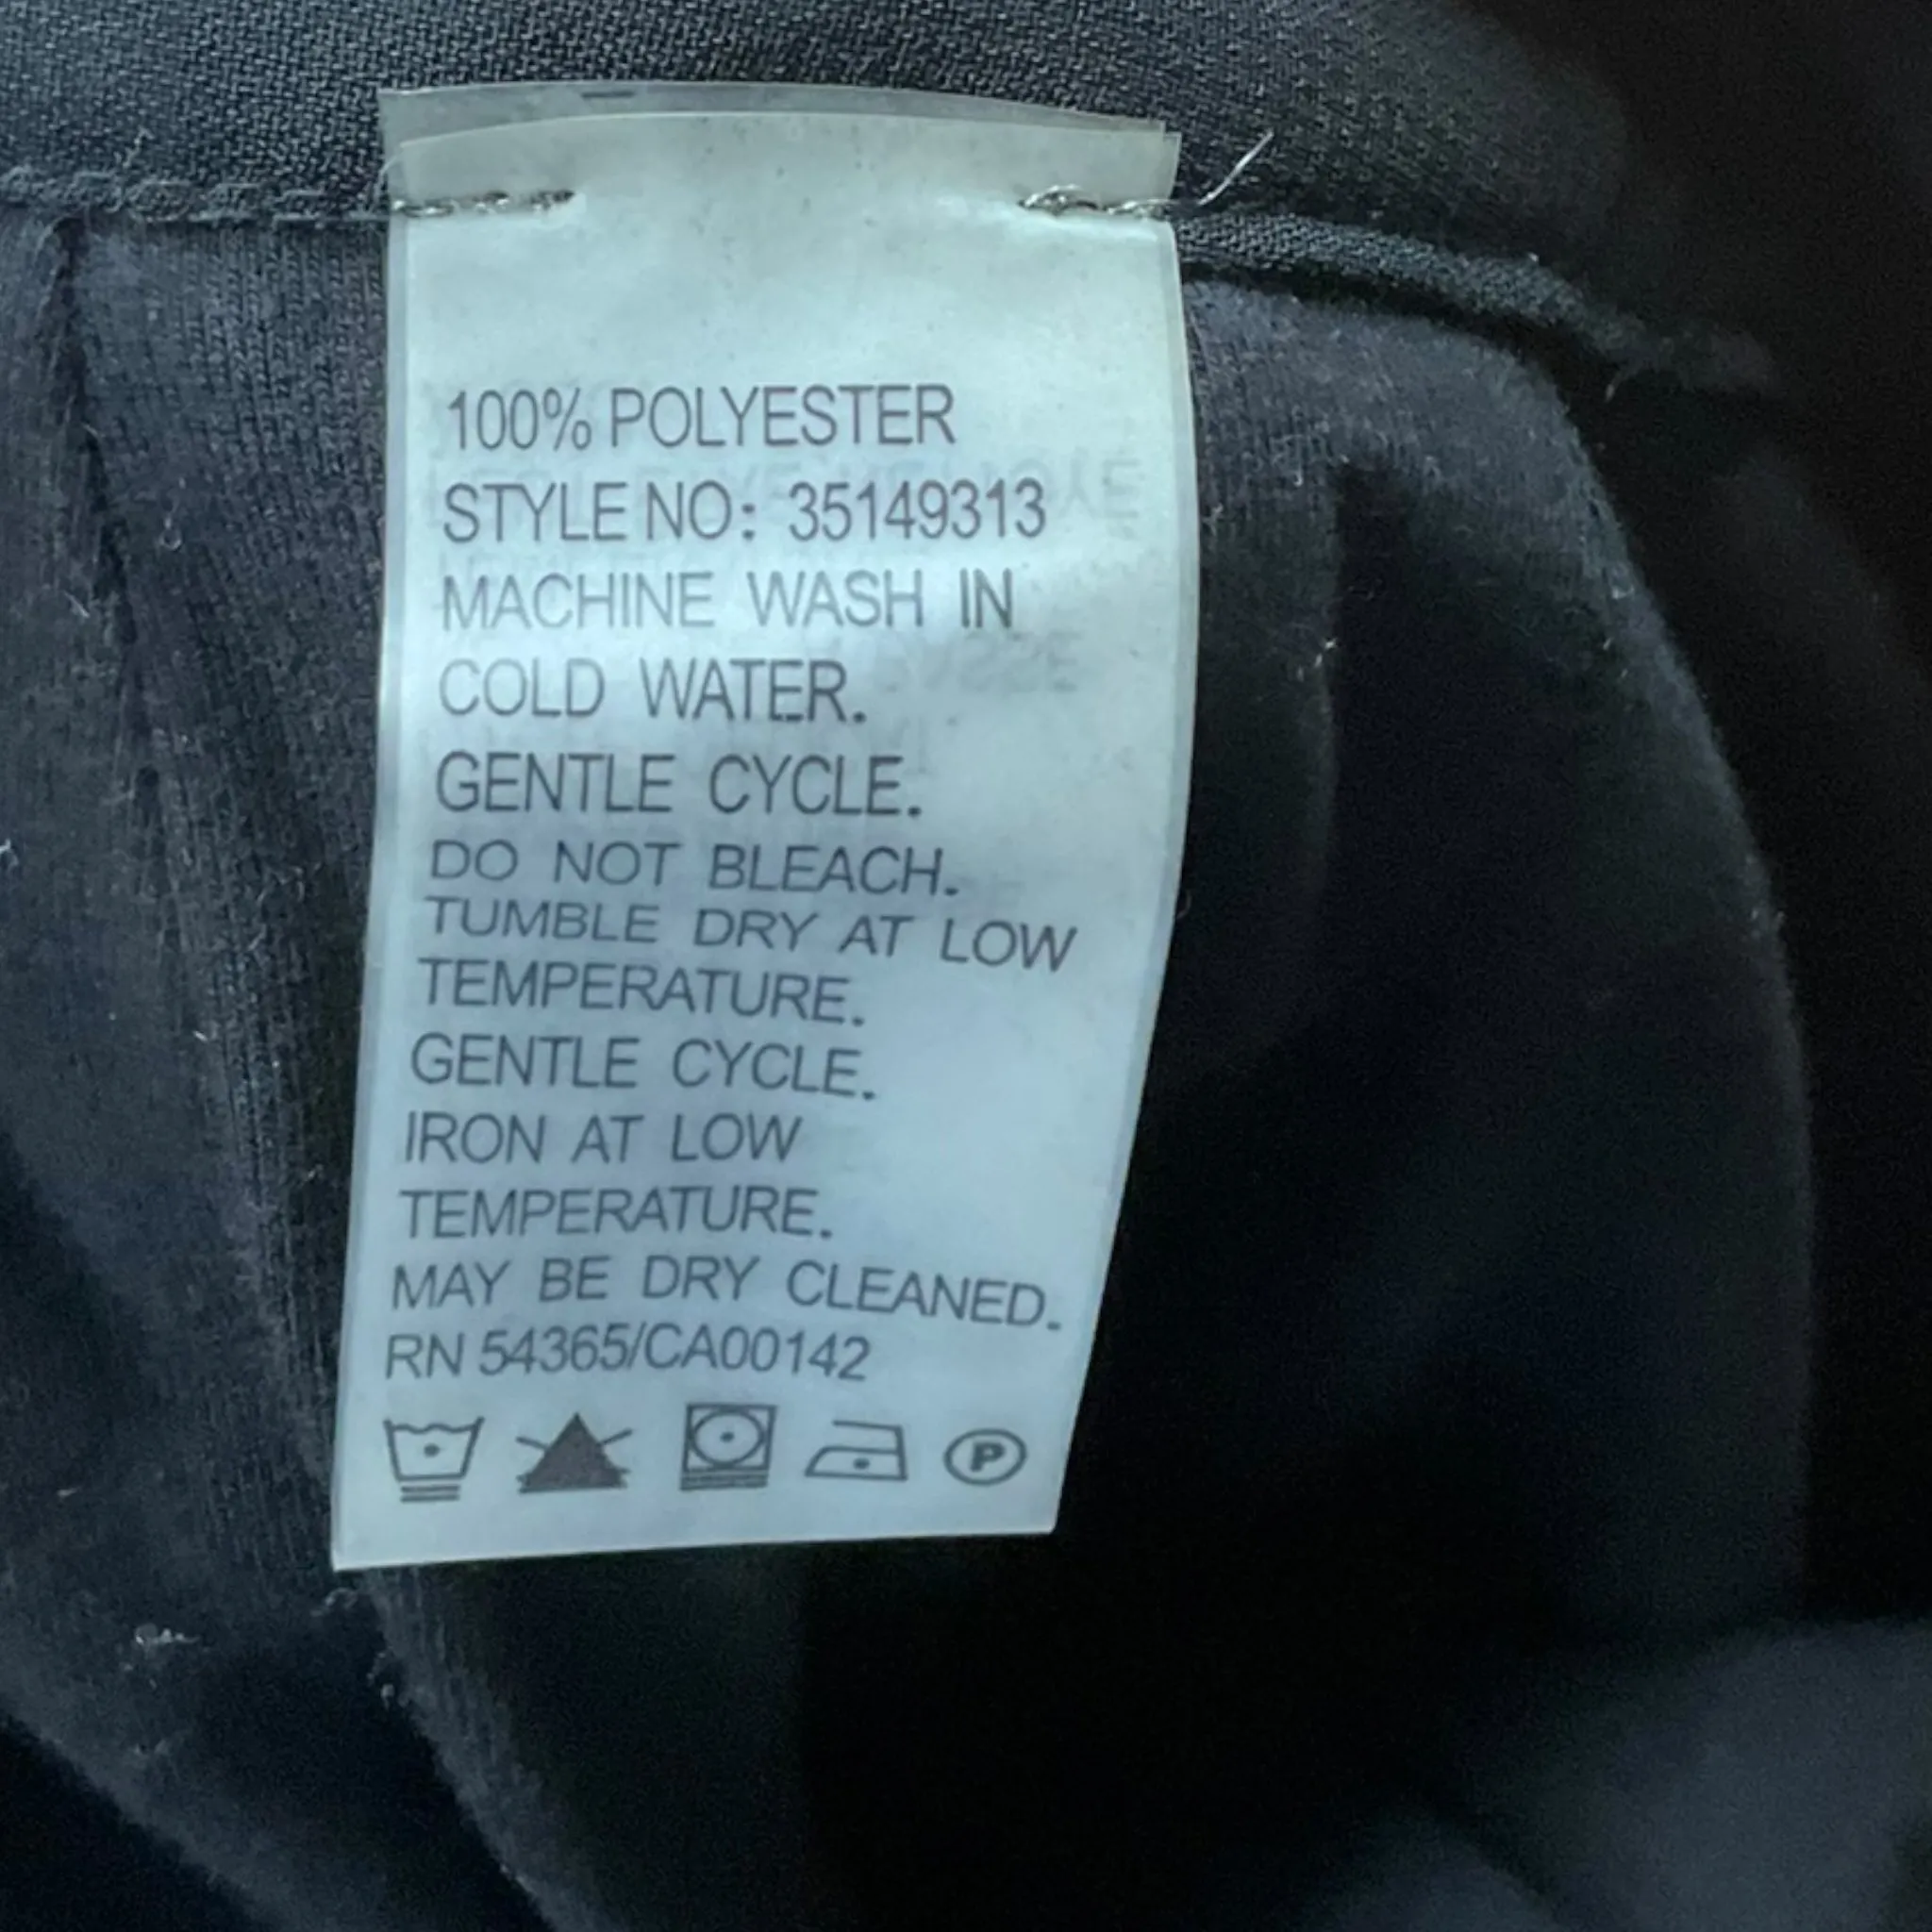 100% POLYESTER
STYLE NO: 35149313
MACHINE WASH IN
COLD WATER.
GENTLE CYCLE.
DO NOT BLEACH.
TUMBLE DRY AT LOW
TEMPERATURE.
GENTLE CYCLE.
IRON AT LOW
TEMPERATURE.
MAY BE DRY CLEANED.
RN 54365/CA00142
P